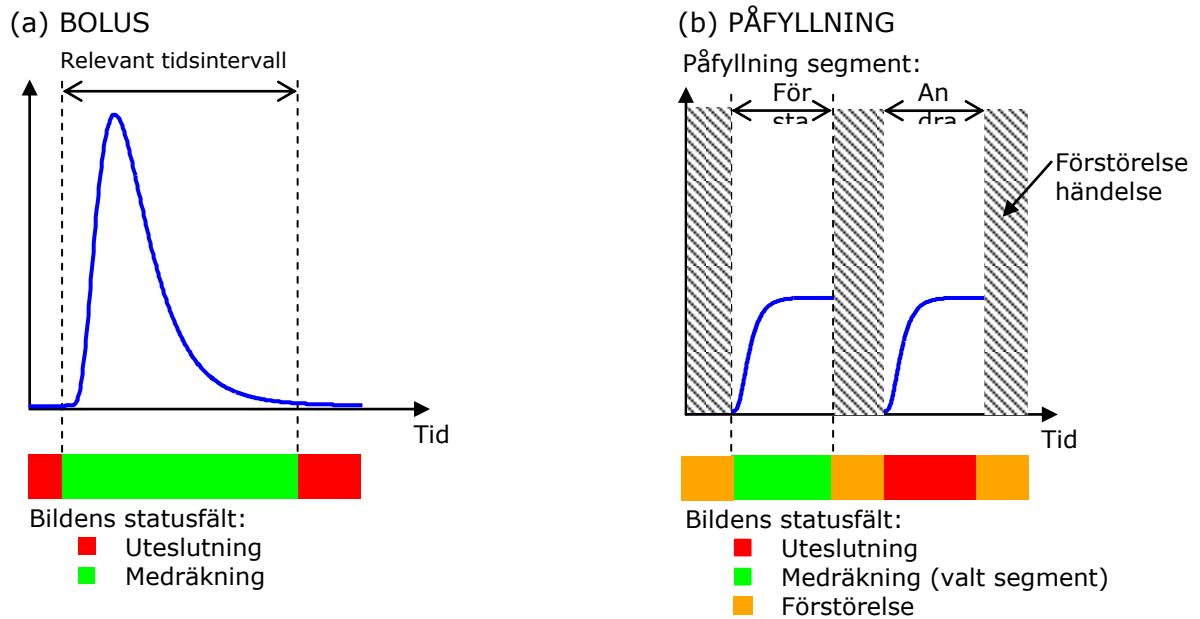 (a) BOLUS
Relevant tidsintervall
Tid
Bildens statusfält:
Uteslutning
Medräkning
(b) PÅFYLLNING
Påfyllning segment:
För
sta
An
dra
Förstörelse
händelse
Tid
Bildens statusfält:
Uteslutning
Medräkning (valt segment)
Förstörelse